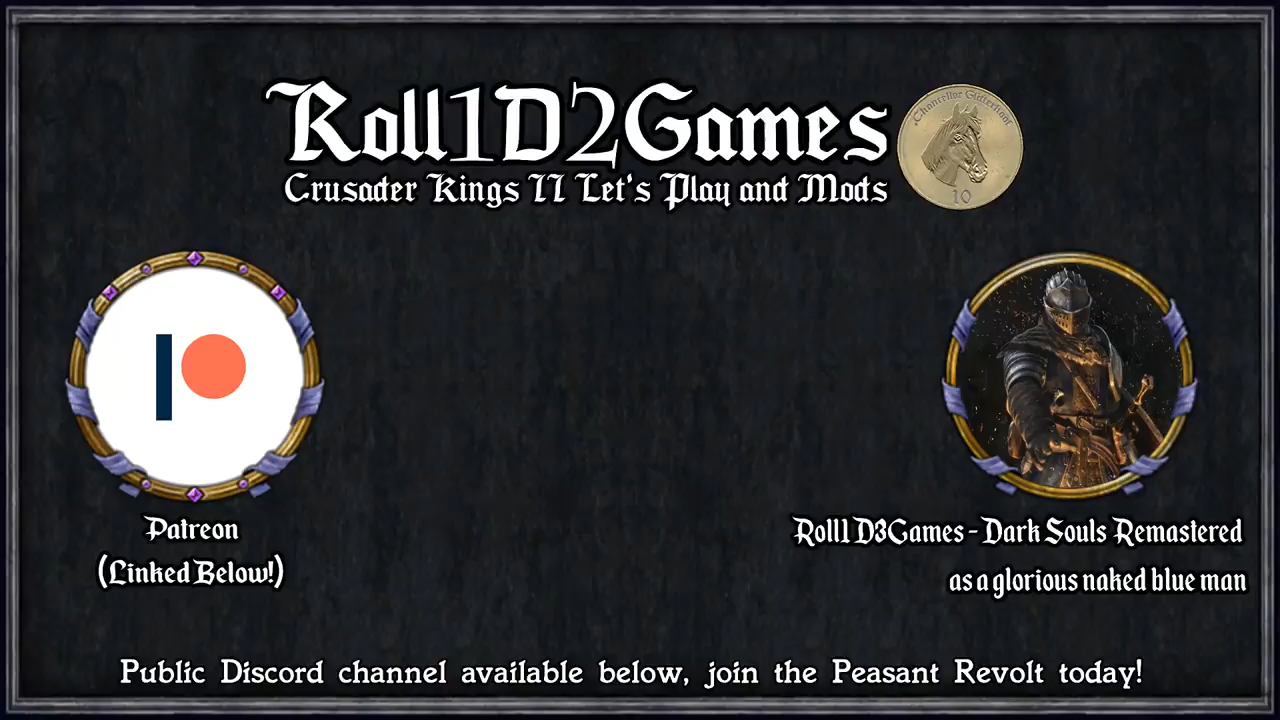 Roll1D2Games
Crusader Kings II Let's Play and Mods
Chancellor Glitterhoof
10
Patreon
(Linked Below!)
Roll1D3Games - Dark Souls Remastered
as a glorious naked blue man
Public Discord channel available below, join the Peasant Revolt today!